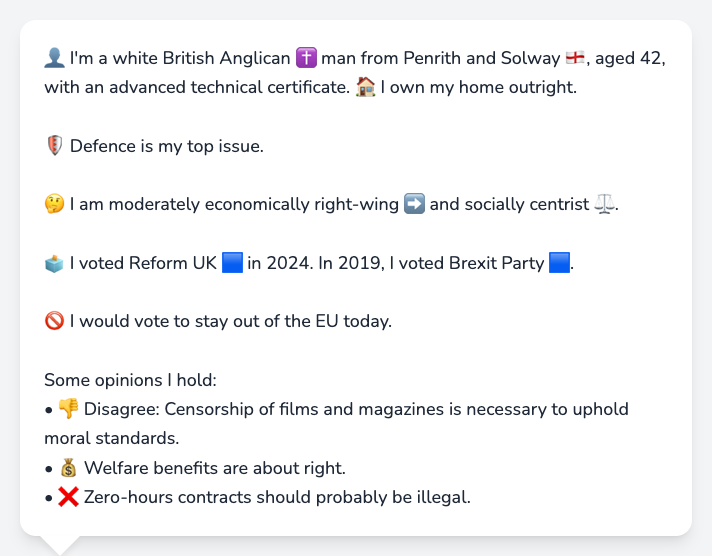 👤 I'm a white British Anglican ✝️ man from Penrith and Solway 🏴󠁧󠁢󠁥󠁮󠁧󠁿, aged 42,
with an advanced technical certificate. 🏠 I own my home outright.
🛡️ Defence is my top issue.
🤔 I am moderately economically right-wing ➡️ and socially centrist ⚖️.
🗳️ I voted Reform UK 🟦 in 2024. In 2019, I voted Brexit Party 🟦.
🚫 I would vote to stay out of the EU today.
Some opinions I hold:
• 👎 Disagree: Censorship of films and magazines is necessary to uphold
moral standards.
• 💰 Welfare benefits are about right.
• ❌ Zero-hours contracts should probably be illegal.